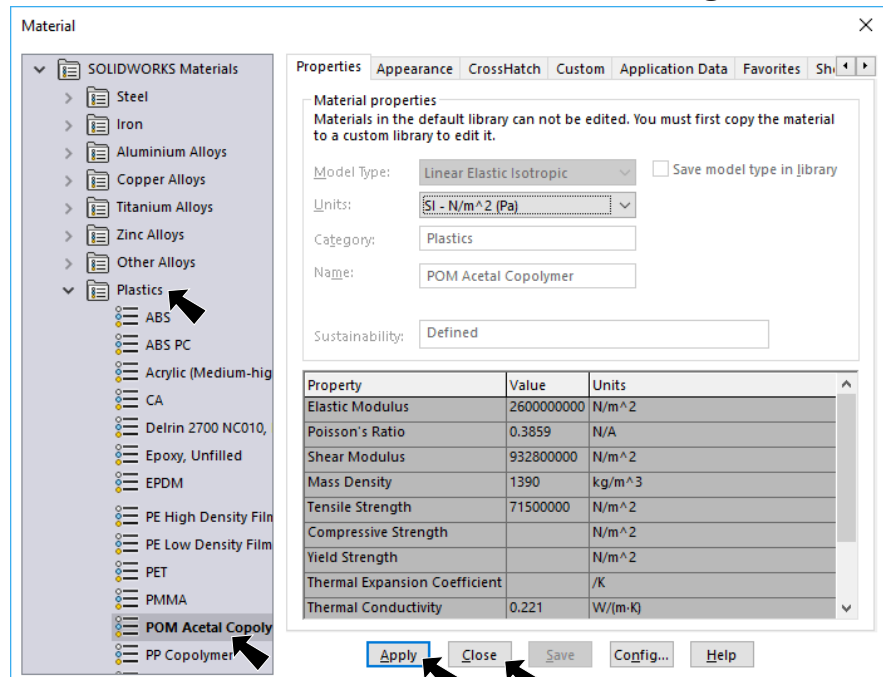 Material
SOLIDWORKS Materials
Steel
Iron
Aluminium Alloys
Copper Alloys
Titanium Alloys
Zinc Alloys
Other Alloys
Plastics
ABS
ABS PC
Acrylic (Medium-hig
CA
Delrin 2700 NC010,
Epoxy, Unfilled
EPDM
PE High Density Film
PE Low Density Film
PET
PMMA
POM Acetal Copoly
PP Copolymer
Properties Appearance CrossHatch Custom Application Data Favorites She
Material properties
Materials in the default library can not be edited. You must first copy the material
to a custom library to edit it.
Model Type: Linear Elastic Isotropic Save model type in library
Units: SI - N/m^2 (Pa)
Category: Plastics
Name: POM Acetal Copolymer
Sustainability: Defined
Property Value Units
Elastic Modulus 2600000000 N/m^2
Poisson's Ratio 0.3859 N/A
Shear Modulus 932800000 N/m^2
Mass Density 1390 kg/m^3
Tensile Strength 71500000 N/m^2
Compressive Strength N/m^2
Yield Strength N/m^2
Thermal Expansion Coefficient /K
Thermal Conductivity 0.221 W/(m·K)
Apply Close Save Config... Help